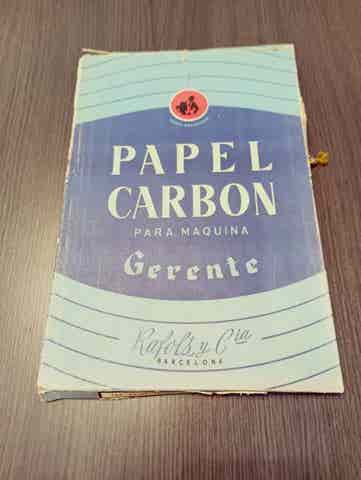 PAPEL
CARBON
PARA MAQUINA
Gerente
Rafols y Cia
BARCELONA